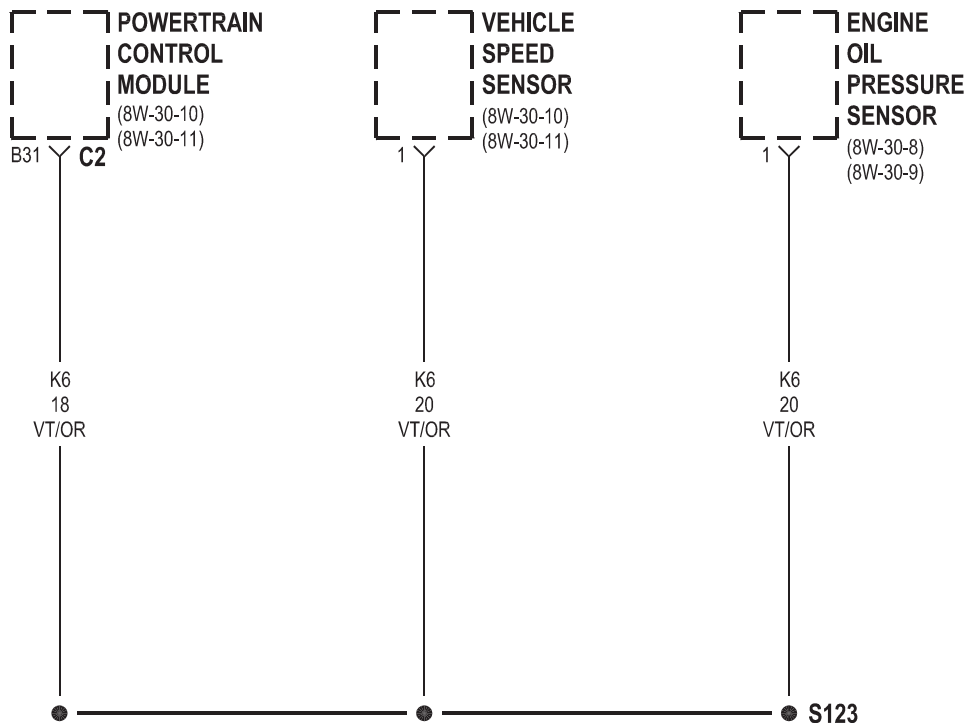 POWERTRAIN
CONTROL
MODULE
(8W-30-10)
(8W-30-11)
B31
C2
VEHICLE
SPEED
SENSOR
(8W-30-10)
(8W-30-11)
1
ENGINE
OIL
PRESSURE
SENSOR
(8W-30-8)
(8W-30-9)
1
K6
18
VT/OR
K6
20
VT/OR
K6
20
VT/OR
S123